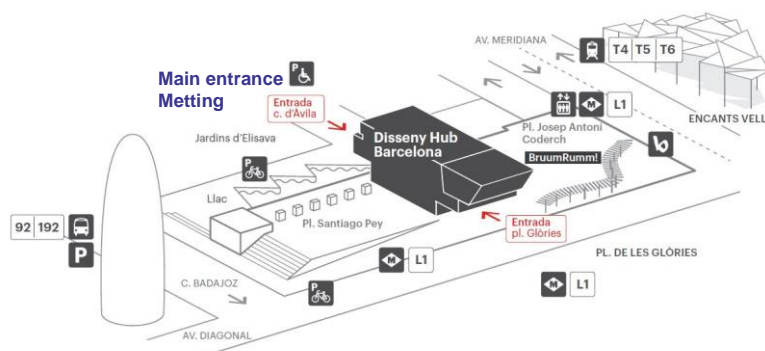 AV. MERIDIANA
T4 T5 T6
P
Main entrance
Metting
Entrada
c. d'Àvila
M L1
ENCANTS VELL
Jardins d'Elisava
Disseny Hub
Barcelona
Pl. Josep Antoni
Coderch
BruumRumm!
b
P
Llac
Pl. Santiago Pey
Entrada
pl. Glòries
92 192
P
M L1
PL. DE LES GLÒRIES
C. BADAJOZ
P
M L1
AV. DIAGONAL